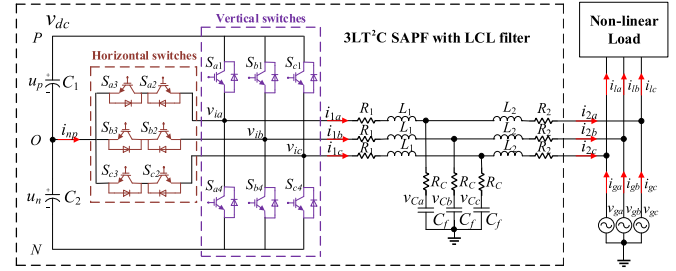 v_dc
P
Horizontal switches
Vertical switches
3LT²C SAPF with LCL filter
Non-linear
Load
S_a1 S_b1 S_c1
S_a3 S_a2
u_p C_1
v_ia
i_1a R_1 L_1 L_2 R_2 i_2a
i_la i_lb i_lc
O i_np
S_b3 S_b2
v_ib
i_1b R_1 L_1 L_2 R_2 i_2b
S_c3 S_c2
v_ic
i_1c R_1 L_1 L_2 R_2 i_2c
R_C R_C R_C
i_ga i_gb i_gc
u_n C_2
S_a4 S_b4 S_c4
v_Ca v_Cb v_Cc
C_f C_f C_f
v_ga v_gb v_gc
N